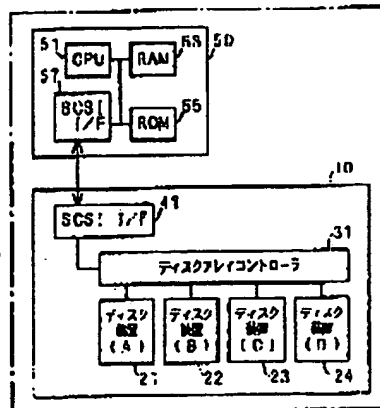 51 CPU RAM 53 50
57 SCSI I/F ROM 55
10
SCSI I/F 41
31
ディスクアレイコントローラ
ディスク装置(A) ディスク装置(B) ディスク装置(C) ディスク装置(D)
21 22 23 24